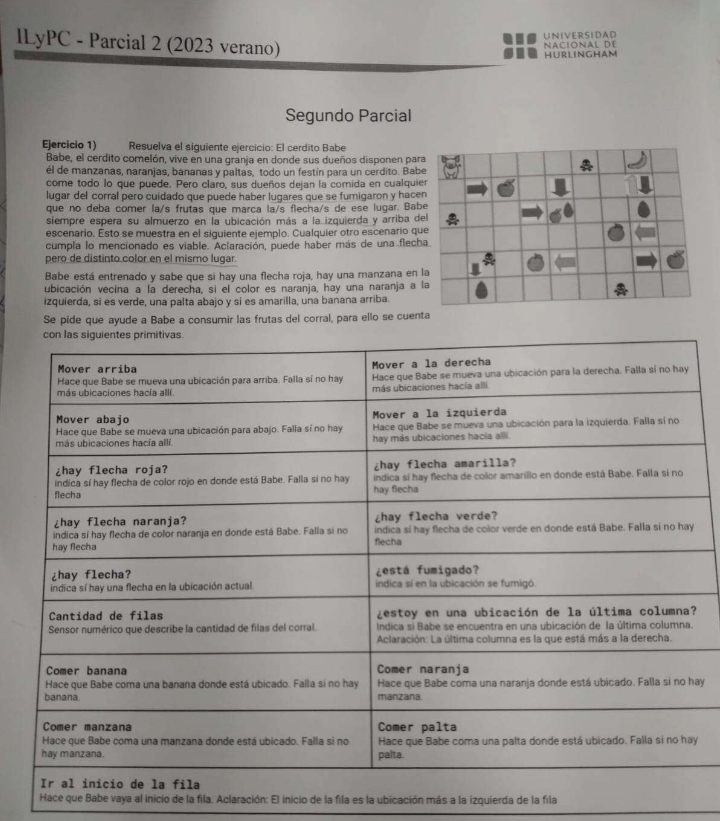 ILyPC - Parcial 2 (2023 verano)
UNIVERSIDAD
NACIONAL DE
HURLINGHAM
Segundo Parcial
Ejercicio 1) Resuelva el siguiente ejercicio: El cerdito Babe
Babe, el cerdito comelón, vive en una granja en donde sus dueños disponen para
él de manzanas, naranjas, bananas y paltas, todo un festín para un cerdito. Babe
come todo lo que puede. Pero claro, sus dueños dejan la comida en cualquier
lugar del corral pero cuidado que puede haber lugares que se fumigaron y hacen
que no deba comer la/s frutas que marca la/s flecha/s de ese lugar. Babe
siempre espera su almuerzo en la ubicación más a la izquierda y arriba del
escenario. Esto se muestra en el siguiente ejemplo. Cualquier otro escenario que
cumpla lo mencionado es viable. Aclaración, puede haber más de una flecha
pero de distinto color en el mismo lugar.
Babe está entrenado y sabe que si hay una flecha roja, hay una manzana en la
ubicación vecina a la derecha, si el color es naranja, hay una naranja a la
izquierda, si es verde, una palta abajo y si es amarilla, una banana arriba.
Se pide que ayude a Babe a consumir las frutas del corral, para ello se cuenta
con las siguientes primitivas.
Mover arriba
Hace que Babe se mueva una ubicación para arriba. Falla si no hay
más ubicaciones hacia allí.
Mover a la derecha
Hace que Babe se mueva una ubicación para la derecha. Falla si no hay
más ubicaciones hacia allí.
Mover abajo
Hace que Babe se mueva una ubicación para abajo. Falla si no hay
más ubicaciones hacía allí.
Mover a la izquierda
Hace que Babe se mueva una ubicación para la izquierda. Falla si no
hay más ubicaciones hacia allí.
¿hay flecha roja?
indica sí hay flecha de color rojo en donde está Babe. Falla si no hay
flecha
¿hay flecha amarilla?
indica si hay flecha de color amarillo en donde está Babe. Falla si no
hay flecha
¿hay flecha naranja?
indica si hay flecha de color naranja en donde está Babe. Falla si no
hay flecha
¿hay flecha verde?
indica si hay flecha de color verde en donde está Babe. Falla si no hay
flecha
¿hay flecha?
indica sí hay una flecha en la ubicación actual.
¿está fumigado?
indica si en la ubicación se fumigó.
Cantidad de filas
Sensor numérico que describe la cantidad de filas del corral.
¿estoy en una ubicación de la última columna?
Indica si Babe se encuentra en una ubicación de la última columna.
Aclaración: La última columna es la que está más a la derecha.
Comer banana
Hace que Babe coma una banana donde está ubicado. Falla si no hay
banana.
Comer naranja
Hace que Babe coma una naranja donde está ubicado. Falla si no hay
manzana.
Comer manzana
Hace que Babe coma una manzana donde está ubicado. Falla si no
hay manzana.
Comer palta
Hace que Babe coma una palta donde está ubicado. Falla si no hay
palta.
Ir al inicio de la fila
Hace que Babe vaya al inicio de la fila. Aclaración: El inicio de la fila es la ubicación más a la izquierda de la fila